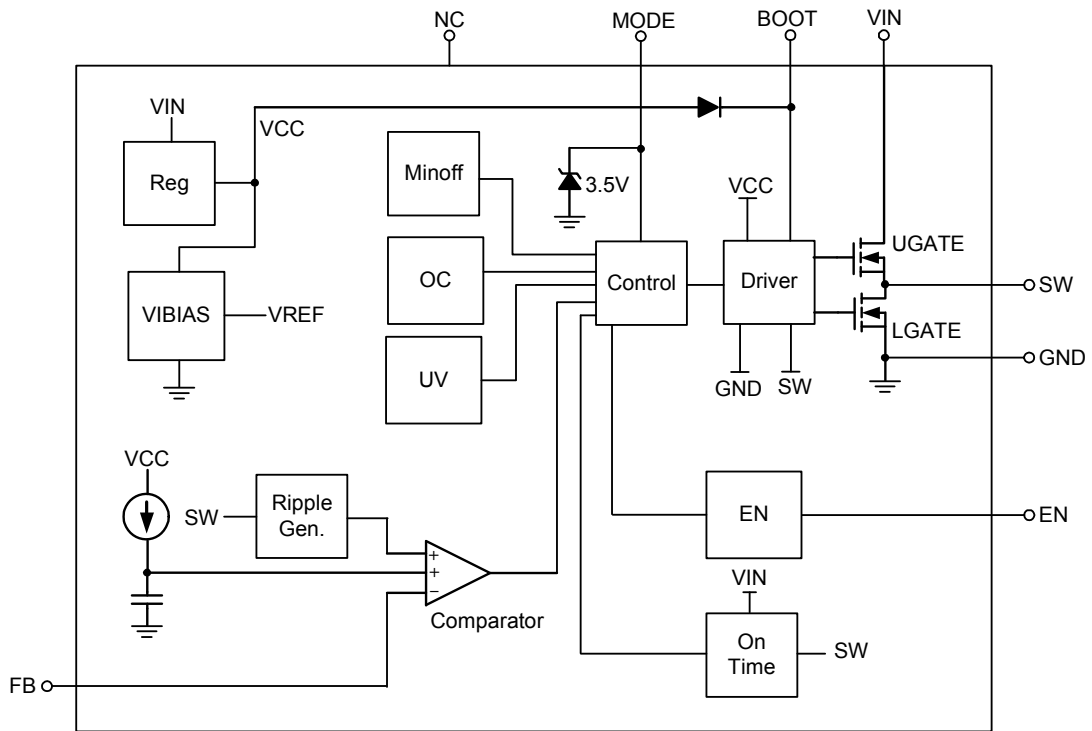 NC
MODE
BOOT
VIN
VIN
VCC
Reg
Minoff
3.5V
VCC
UGATE
OC
Control
Driver
SW
VIBIAS
VREF
LGATE
UV
GND
SW
GND
VCC
SW
Ripple
Gen.
EN
EN
+
+
−
VIN
Comparator
On
Time
SW
FB